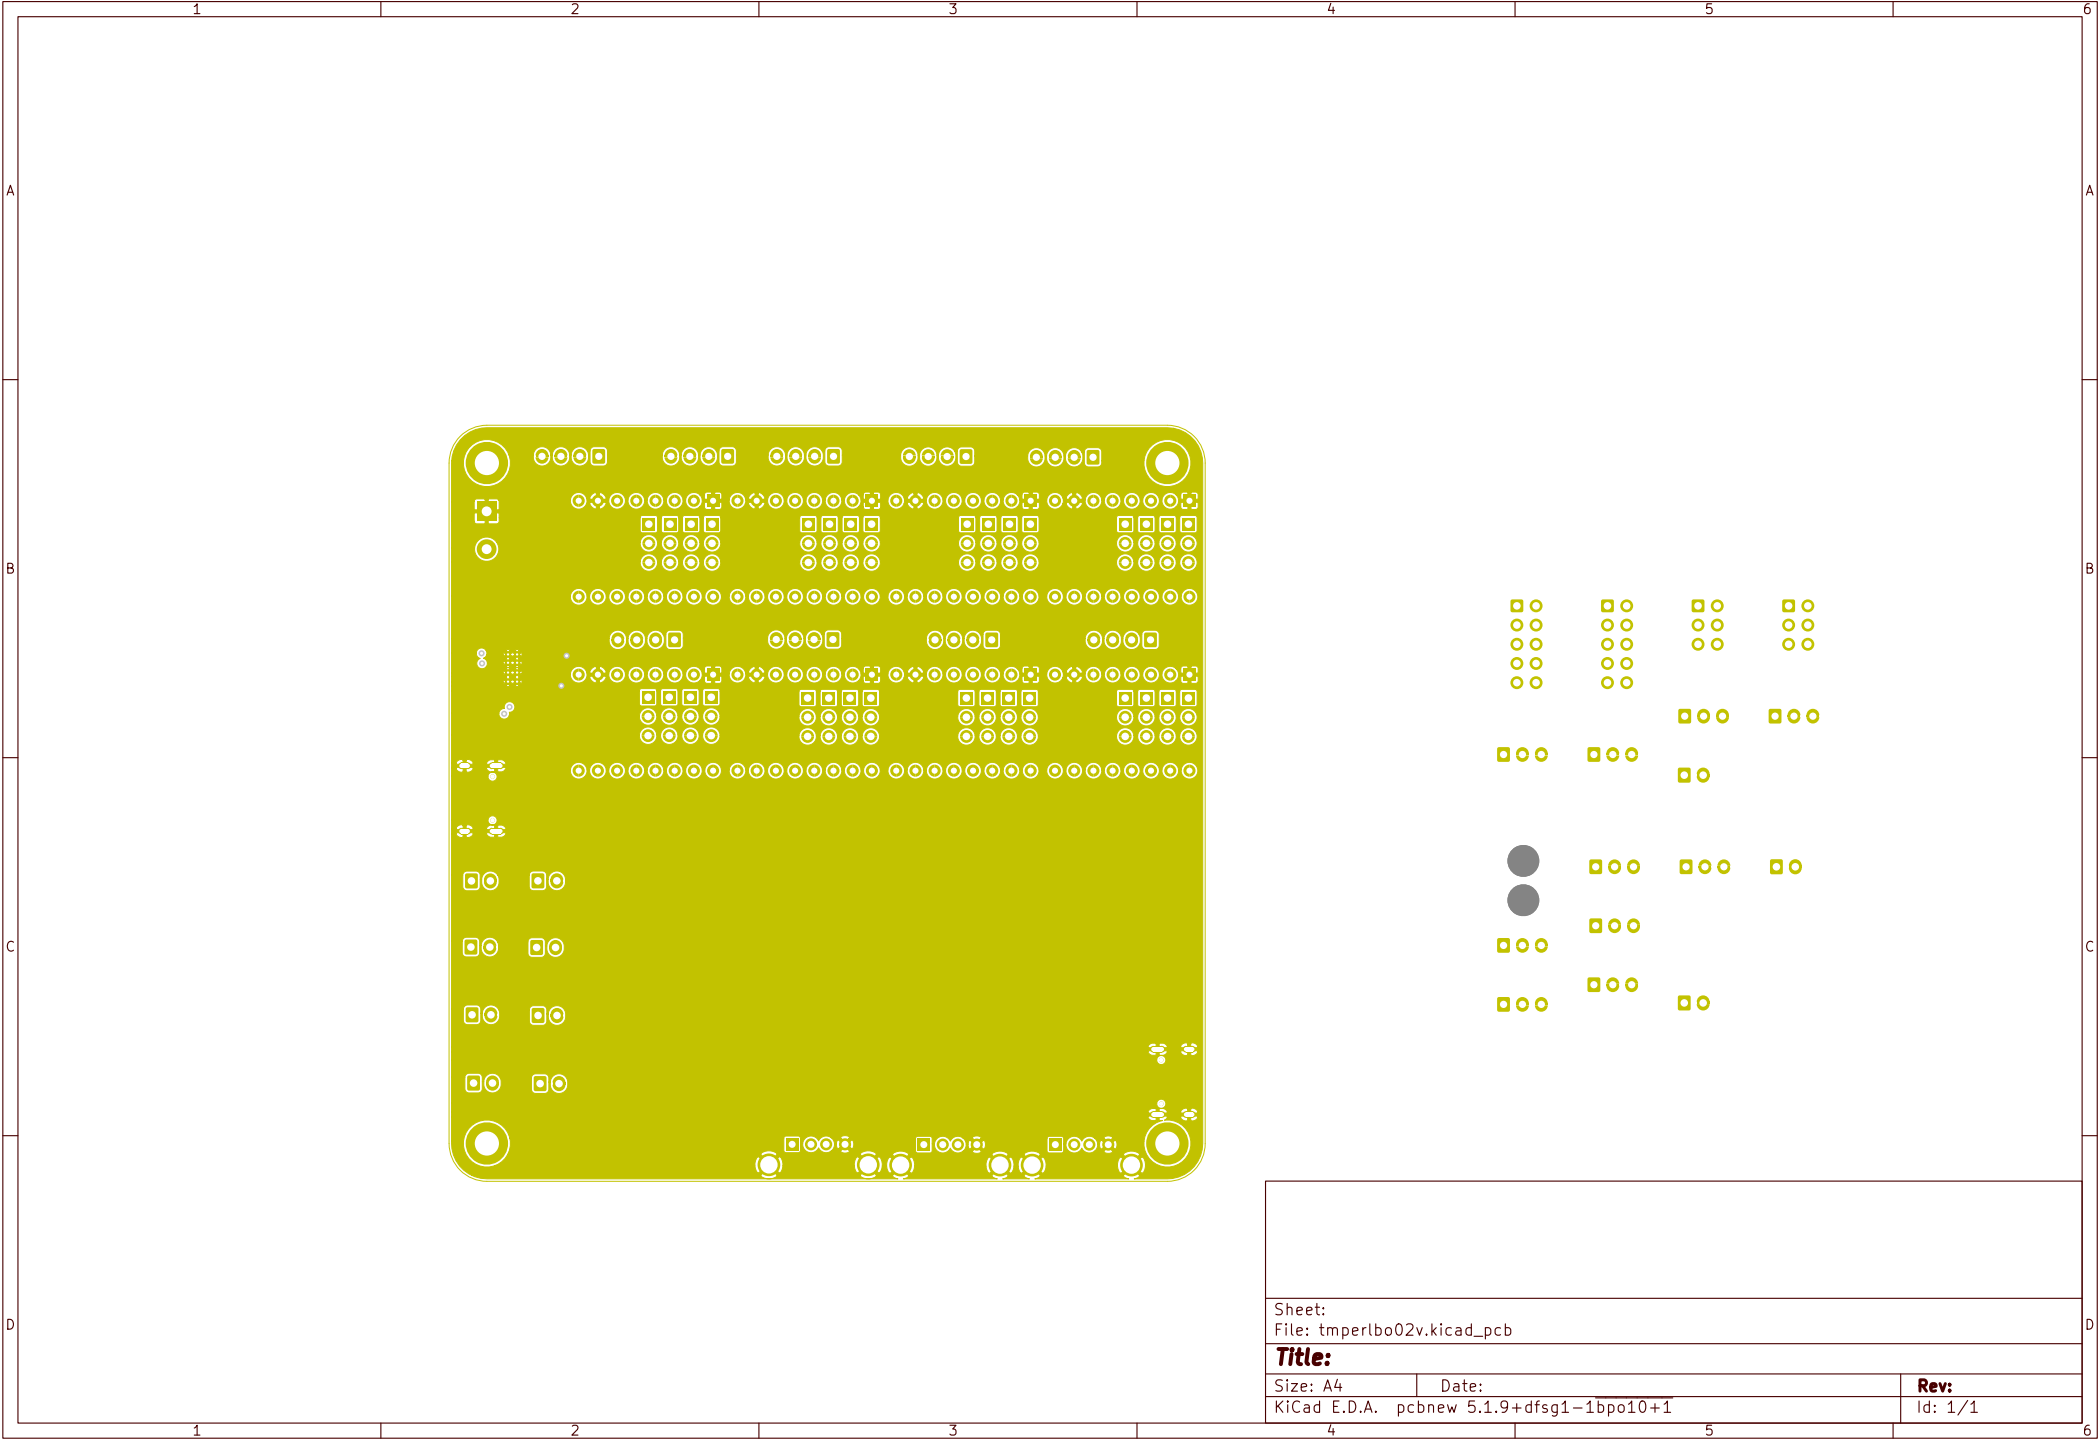 1 2 3 4 5 6
A A
B B
C C
D D
Sheet:
File: tmperlbo02v.kicad_pcb
Title:
Size: A4 Date: Rev:
KiCad E.D.A. pcbnew 5.1.9+dfsg1-1bpo10+1 Id: 1/1
1 2 3 4 5 6